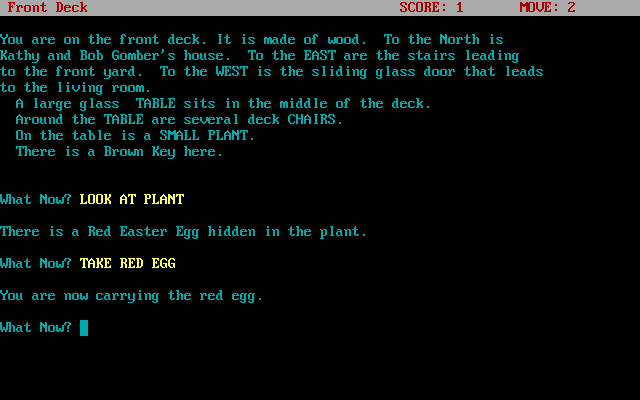 Front Deck SCORE: 1 MOVE: 2
You are on the front deck. It is made of wood. To the North is
Kathy and Bob Gomber's house. To the EAST are the stairs leading
to the front yard. To the WEST is the sliding glass door that leads
to the living room.
A large glass TABLE sits in the middle of the deck.
Around the TABLE are several deck CHAIRS.
On the table is a SMALL PLANT.
There is a Brown Key here.
What Now? LOOK AT PLANT
There is a Red Easter Egg hidden in the plant.
What Now? TAKE RED EGG
You are now carrying the red egg.
What Now?